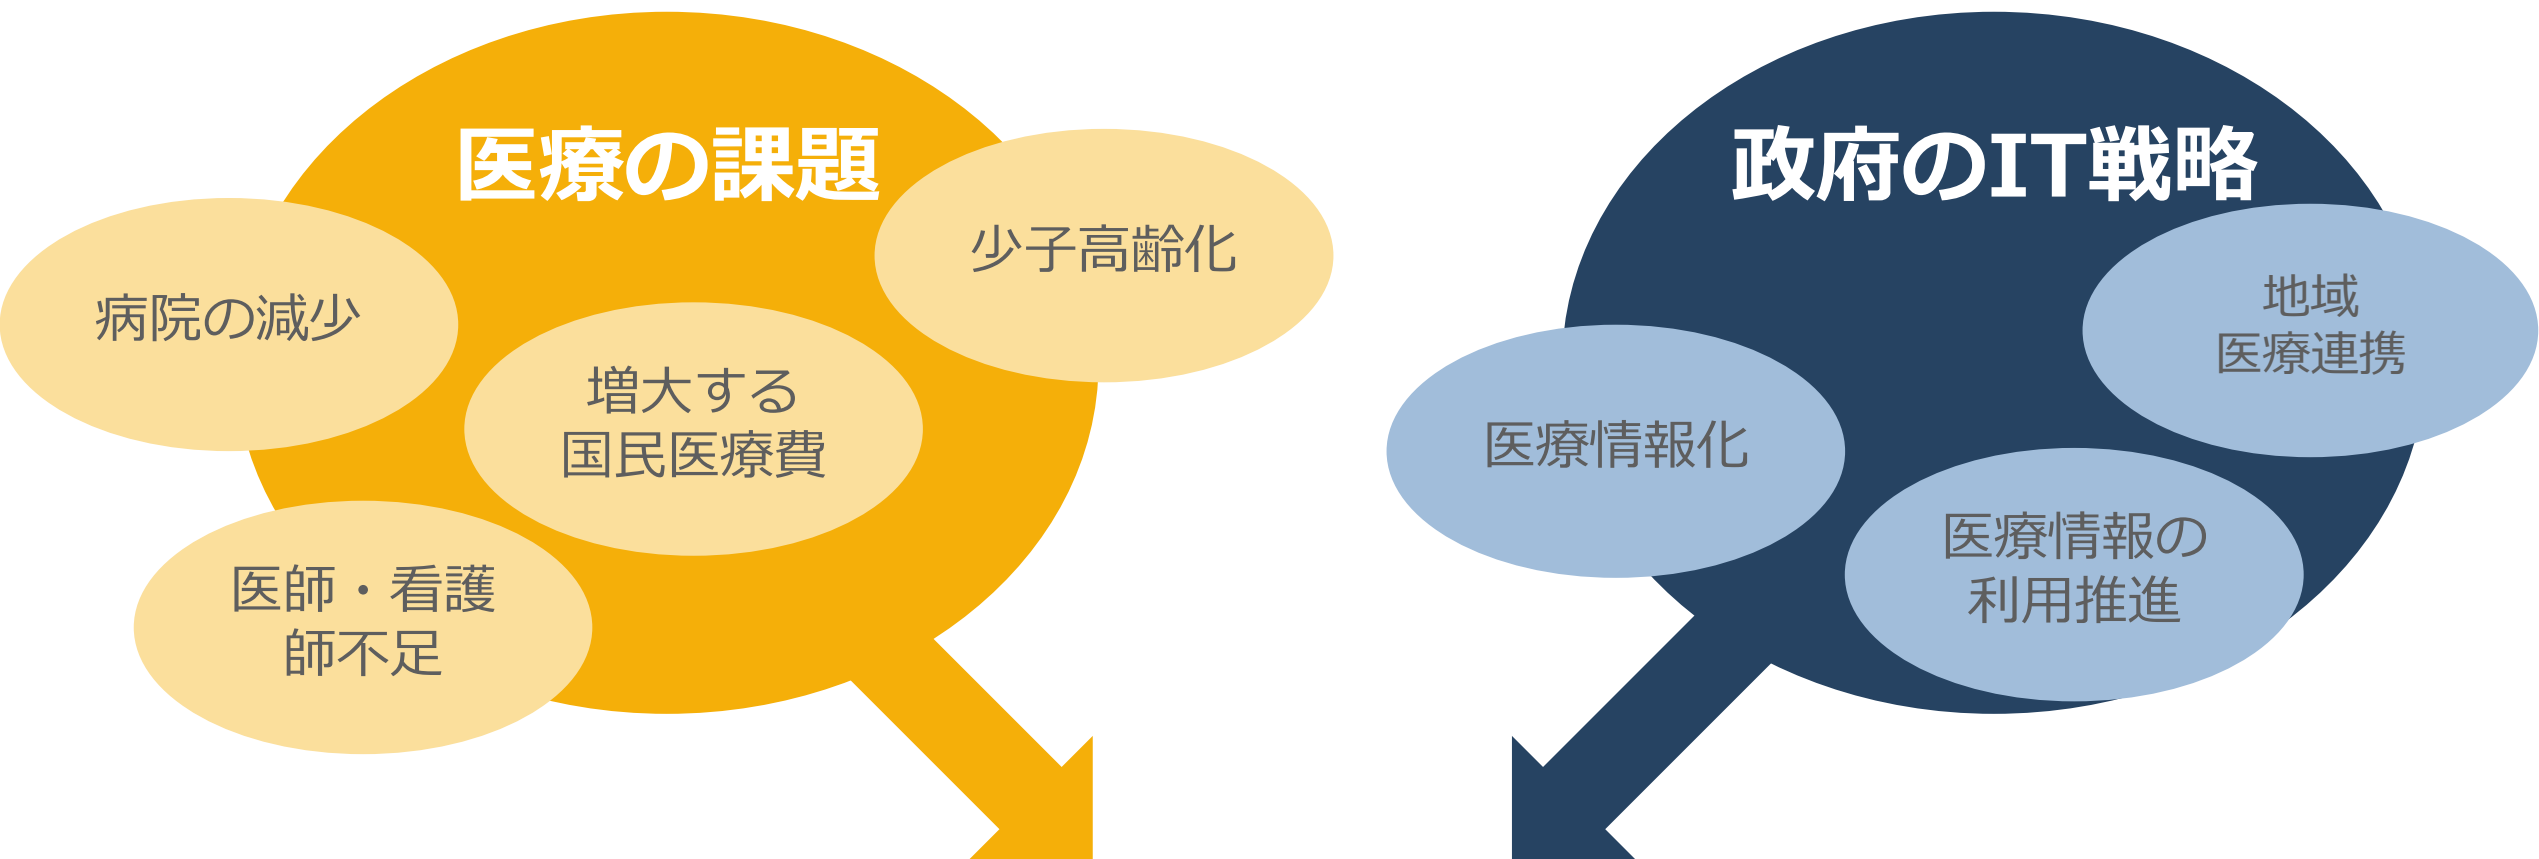 医療の課題
少子高齢化
病院の減少
増大する
国民医療費
医師・看護
師不足
政府のIT戦略
地域
医療連携
医療情報化
医療情報の
利用推進